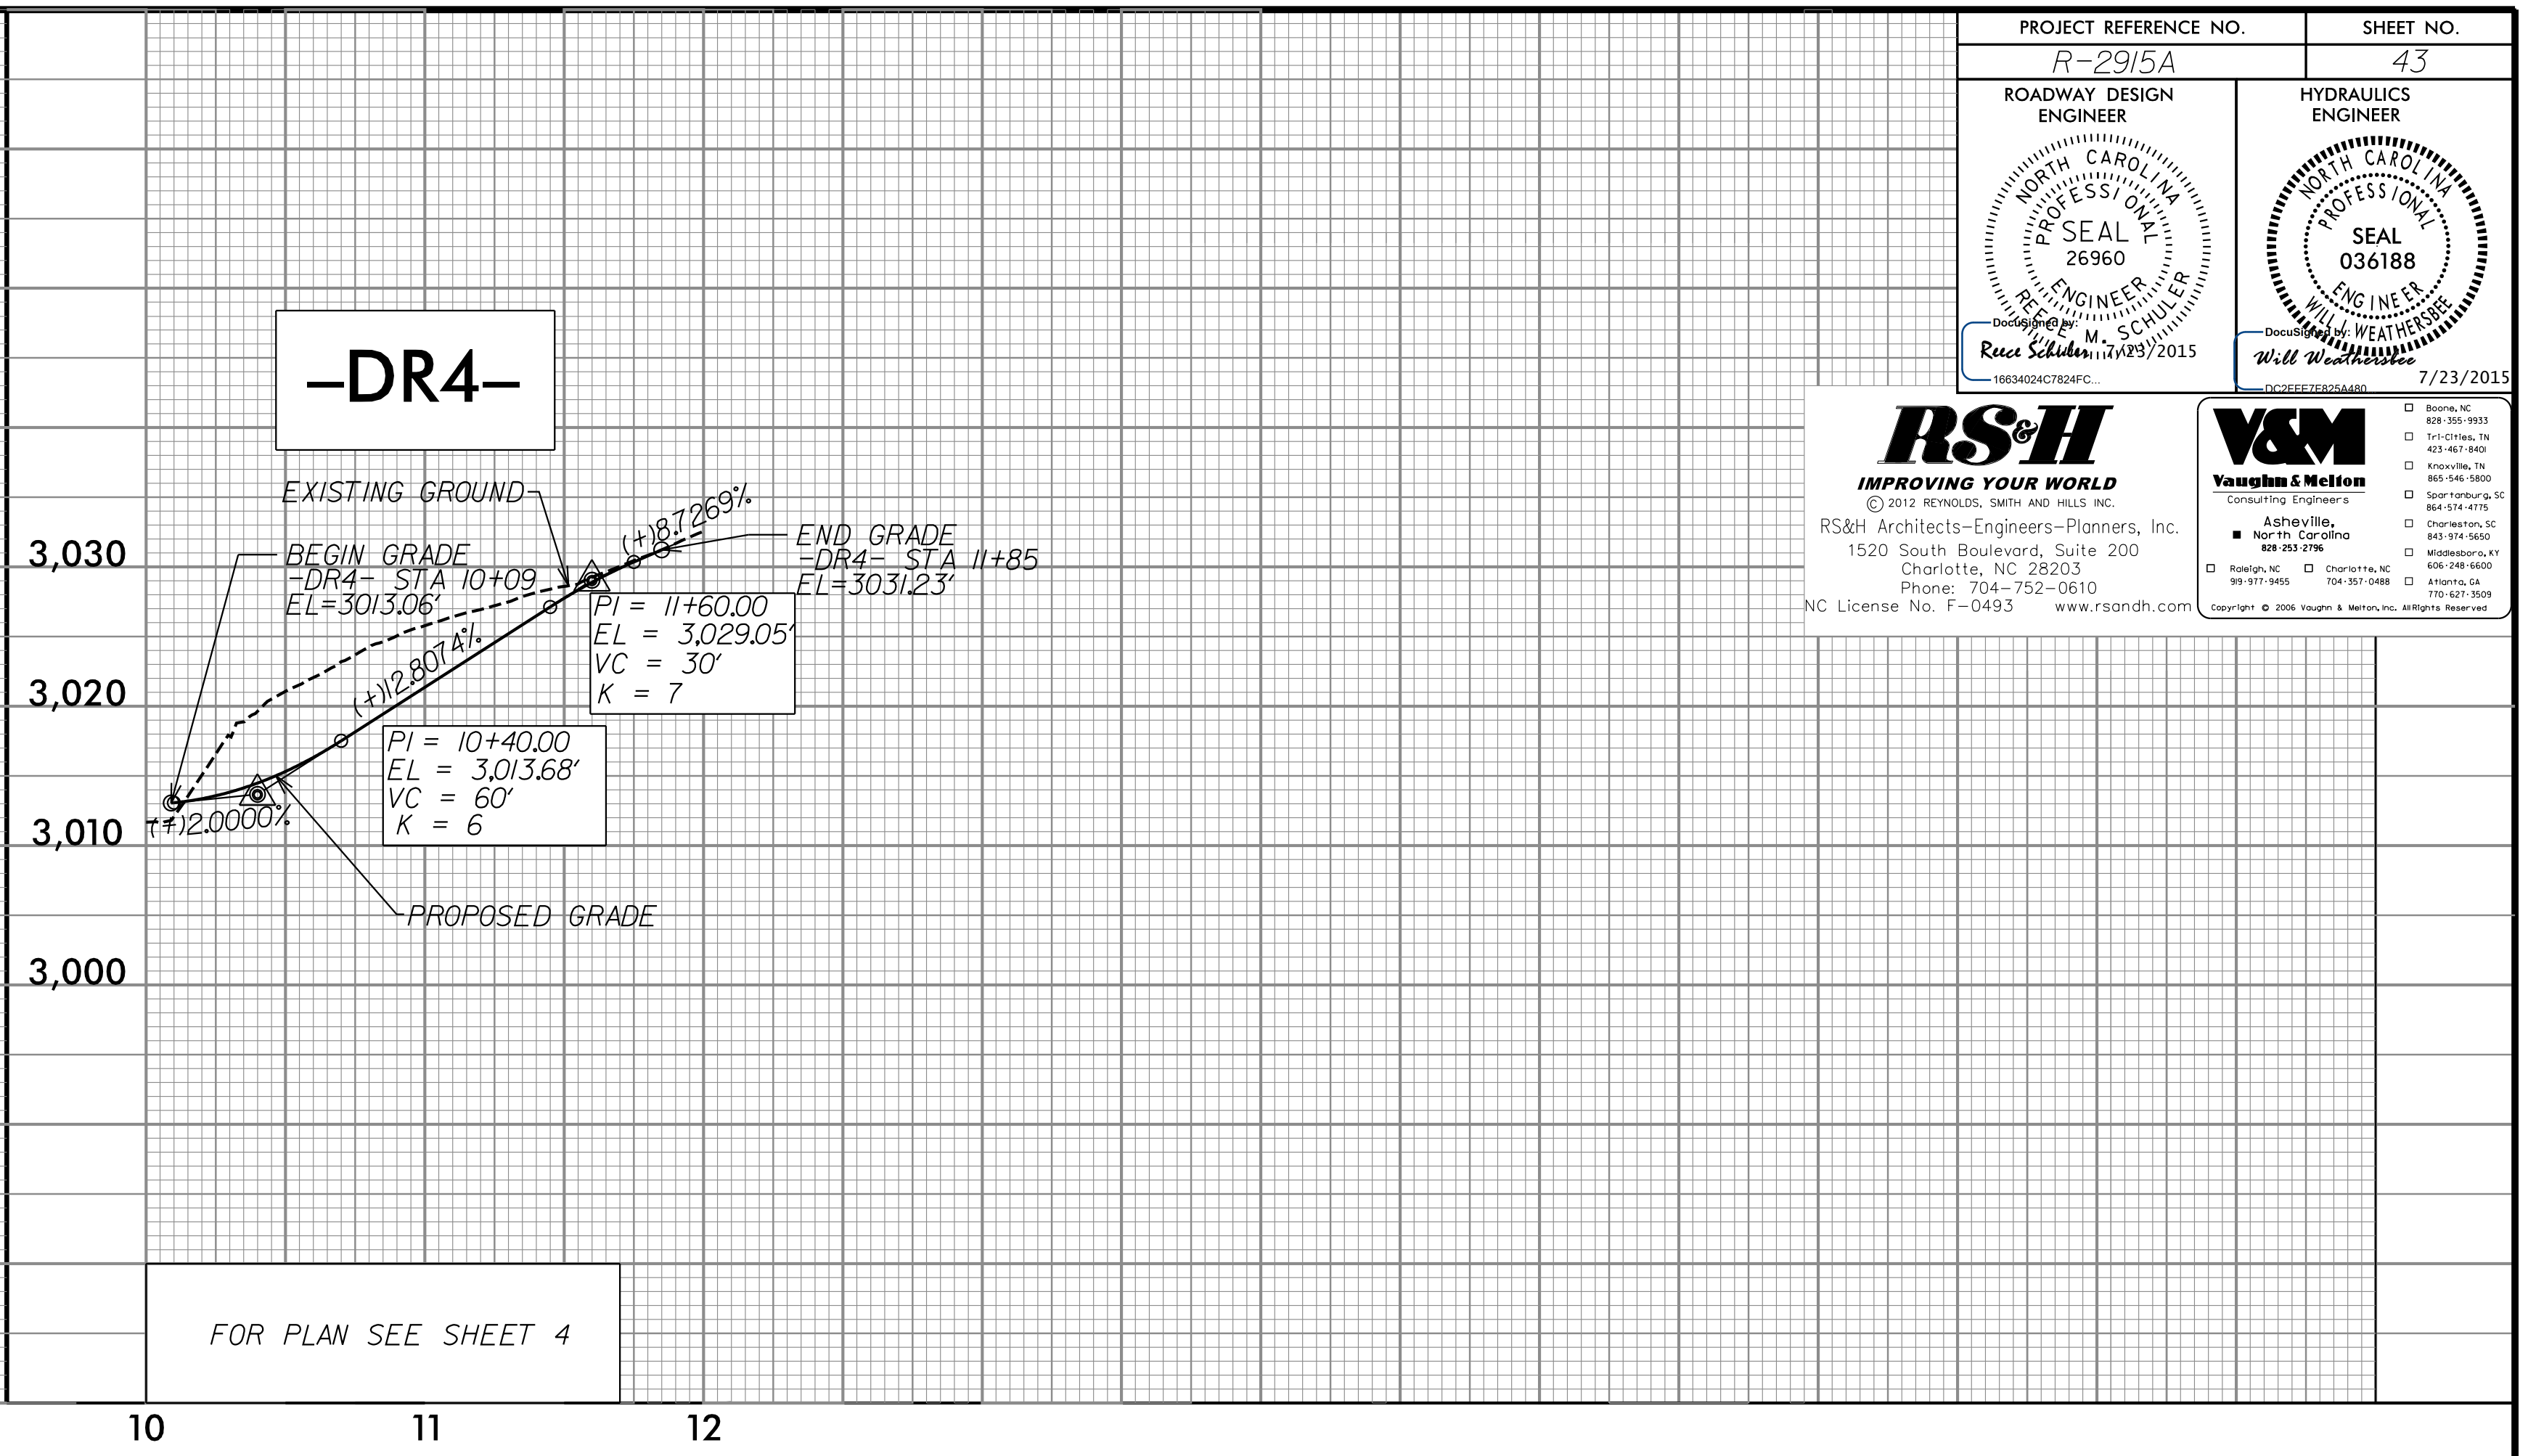 PROJECT REFERENCE NO.
SHEET NO.
R-2915A
43
ROADWAY DESIGN
ENGINEER
HYDRAULICS
ENGINEER
NORTH CAROLINA
PROFESSIONAL
SEAL
26960
ENGINEER
REECE M. SCHULER
DocuSigned by:
Reece Schuler
7/23/2015
16634024C7824FC...
NORTH CAROLINA
PROFESSIONAL
SEAL
036188
ENGINEER
WILL I. WEATHERSBEE
DocuSigned by:
Will Weathersbee
7/23/2015
DC2EFE7F825A480
RS&H
IMPROVING YOUR WORLD
© 2012 REYNOLDS, SMITH AND HILLS INC.
RS&H Architects-Engineers-Planners, Inc.
1520 South Boulevard, Suite 200
Charlotte, NC 28203
Phone: 704-752-0610
NC License No. F-0493 www.rsandh.com
V&M
Vaughn & Melton
Consulting Engineers
Asheville,
North Carolina
828·253·2796
Raleigh, NC
919·977·9455
Charlotte, NC
704·357·0488
Boone, NC
828·355·9933
Tri-Cities, TN
423·467·8401
Knoxville, TN
865·546·5800
Spartanburg, SC
864·574·4775
Charleston, SC
843·974·5650
Middlesboro, KY
606·248·6600
Atlanta, GA
770·627·3509
Copyright © 2006 Vaughn & Melton, Inc. All Rights Reserved
–DR4–
EXISTING GROUND
(+)8.7269%
END GRADE
-DR4- STA 11+85
EL=3031.23'
BEGIN GRADE
-DR4- STA 10+09
EL=3013.06'
PI = 11+60.00
EL = 3,029.05'
VC = 30'
K = 7
(+)12.8074%
PI = 10+40.00
EL = 3,013.68'
VC = 60'
K = 6
(+)2.0000%
PROPOSED GRADE
3,030
3,020
3,010
3,000
FOR PLAN SEE SHEET 4
10
11
12